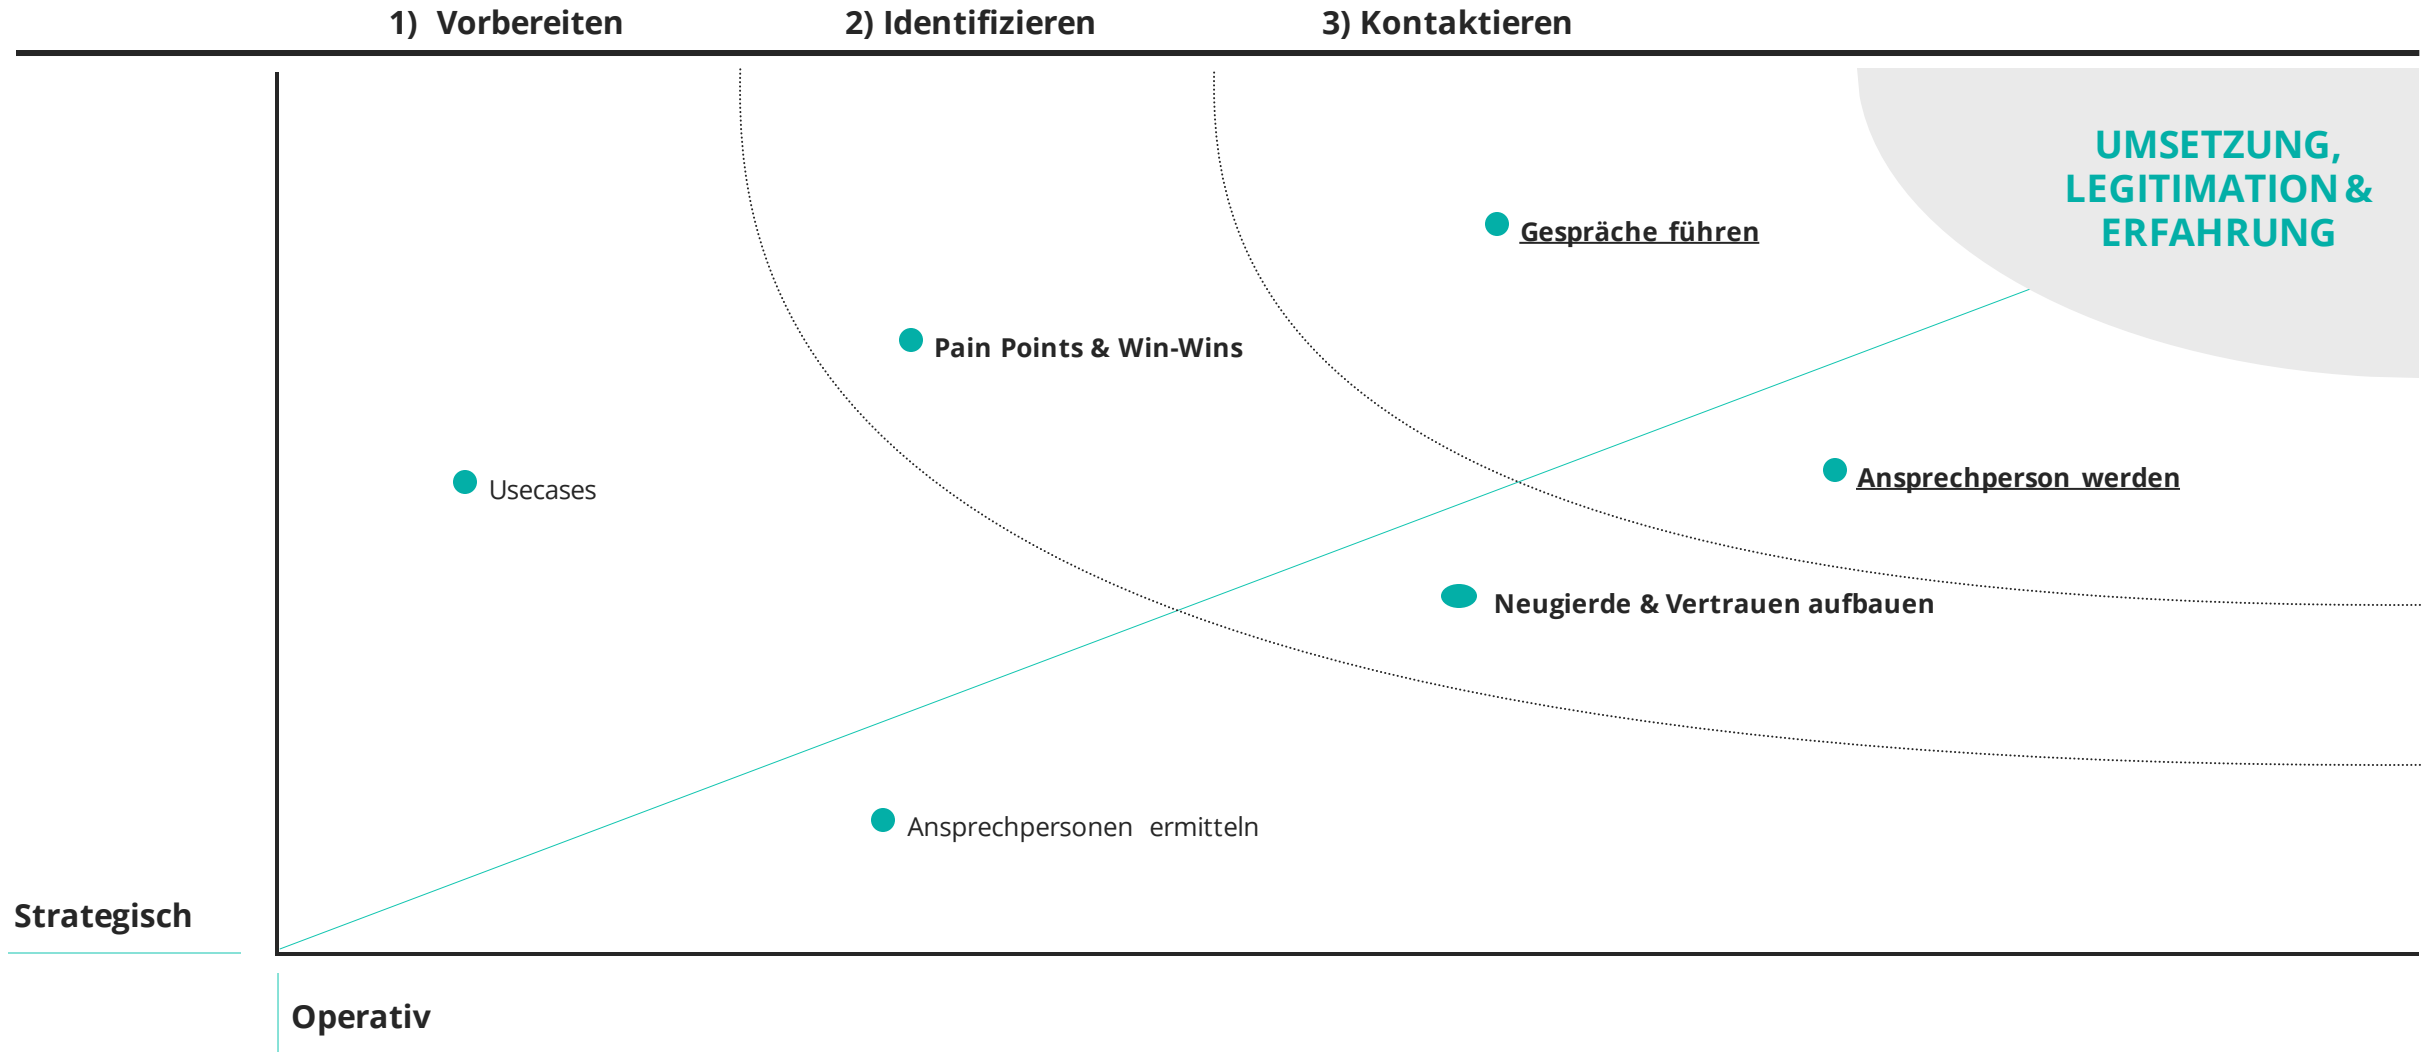 1) Vorbereiten
2) Identifizieren
3) Kontaktieren
UMSETZUNG,
LEGITIMATION &
ERFAHRUNG
Gespräche führen
Pain Points & Win-Wins
Ansprechperson werden
Usecases
Neugierde & Vertrauen aufbauen
Ansprechpersonen ermitteln
Strategisch
Operativ